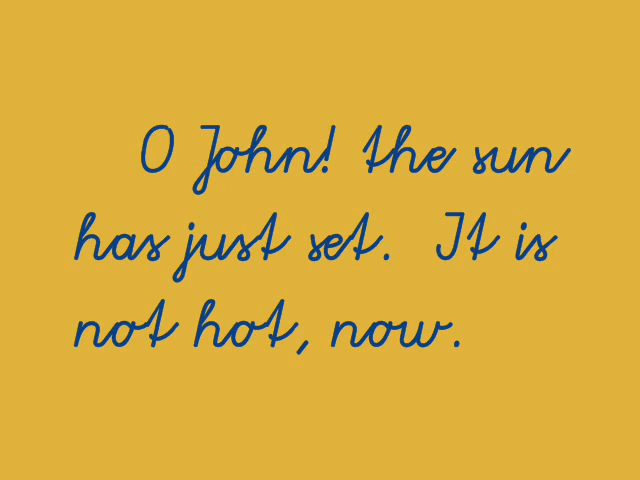 O John! the sun
has just set. It is
not hot, now.